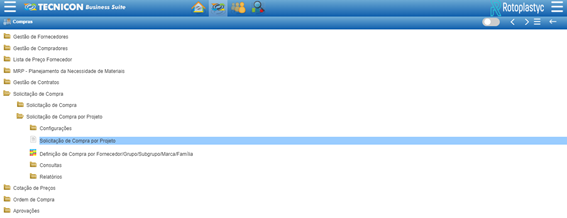 TECNICON Business Suite
Rotoplastyc
Compras
Gestão de Fornecedores
Gestão de Compradores
Lista de Preço Fornecedor
MRP - Planejamento da Necessidade de Materiais
Gestão de Contratos
Solicitação de Compra
Solicitação de Compra
Solicitação de Compra por Projeto
Configurações
Solicitação de Compra por Projeto
Definição de Compra por Fornecedor/Grupo/Subgrupo/Marca/Família
Consultas
Relatórios
Cotação de Preços
Ordem de Compra
Aprovações